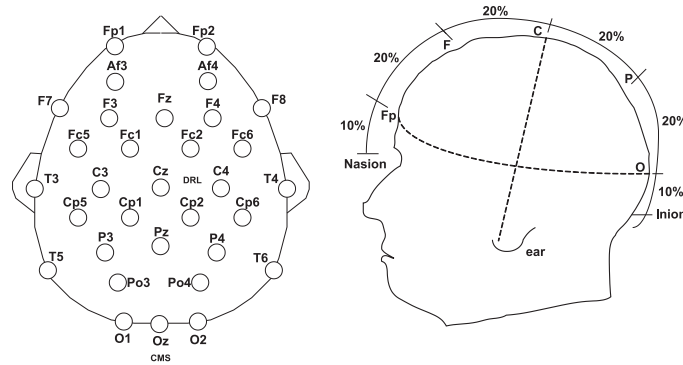 Fp1 Fp2
Af3 Af4
F7 F3 Fz F4 F8
Fc5 Fc1 Fc2 Fc6
T3 C3 Cz DRL C4 T4
Cp5 Cp1 Cp2 Cp6
P3 Pz P4
T5 T6
Po3 Po4
O1 Oz O2
CMS
20%
C
F
20%
20%
P
Fp
10%
20%
Nasion
O
10%
Inion
ear